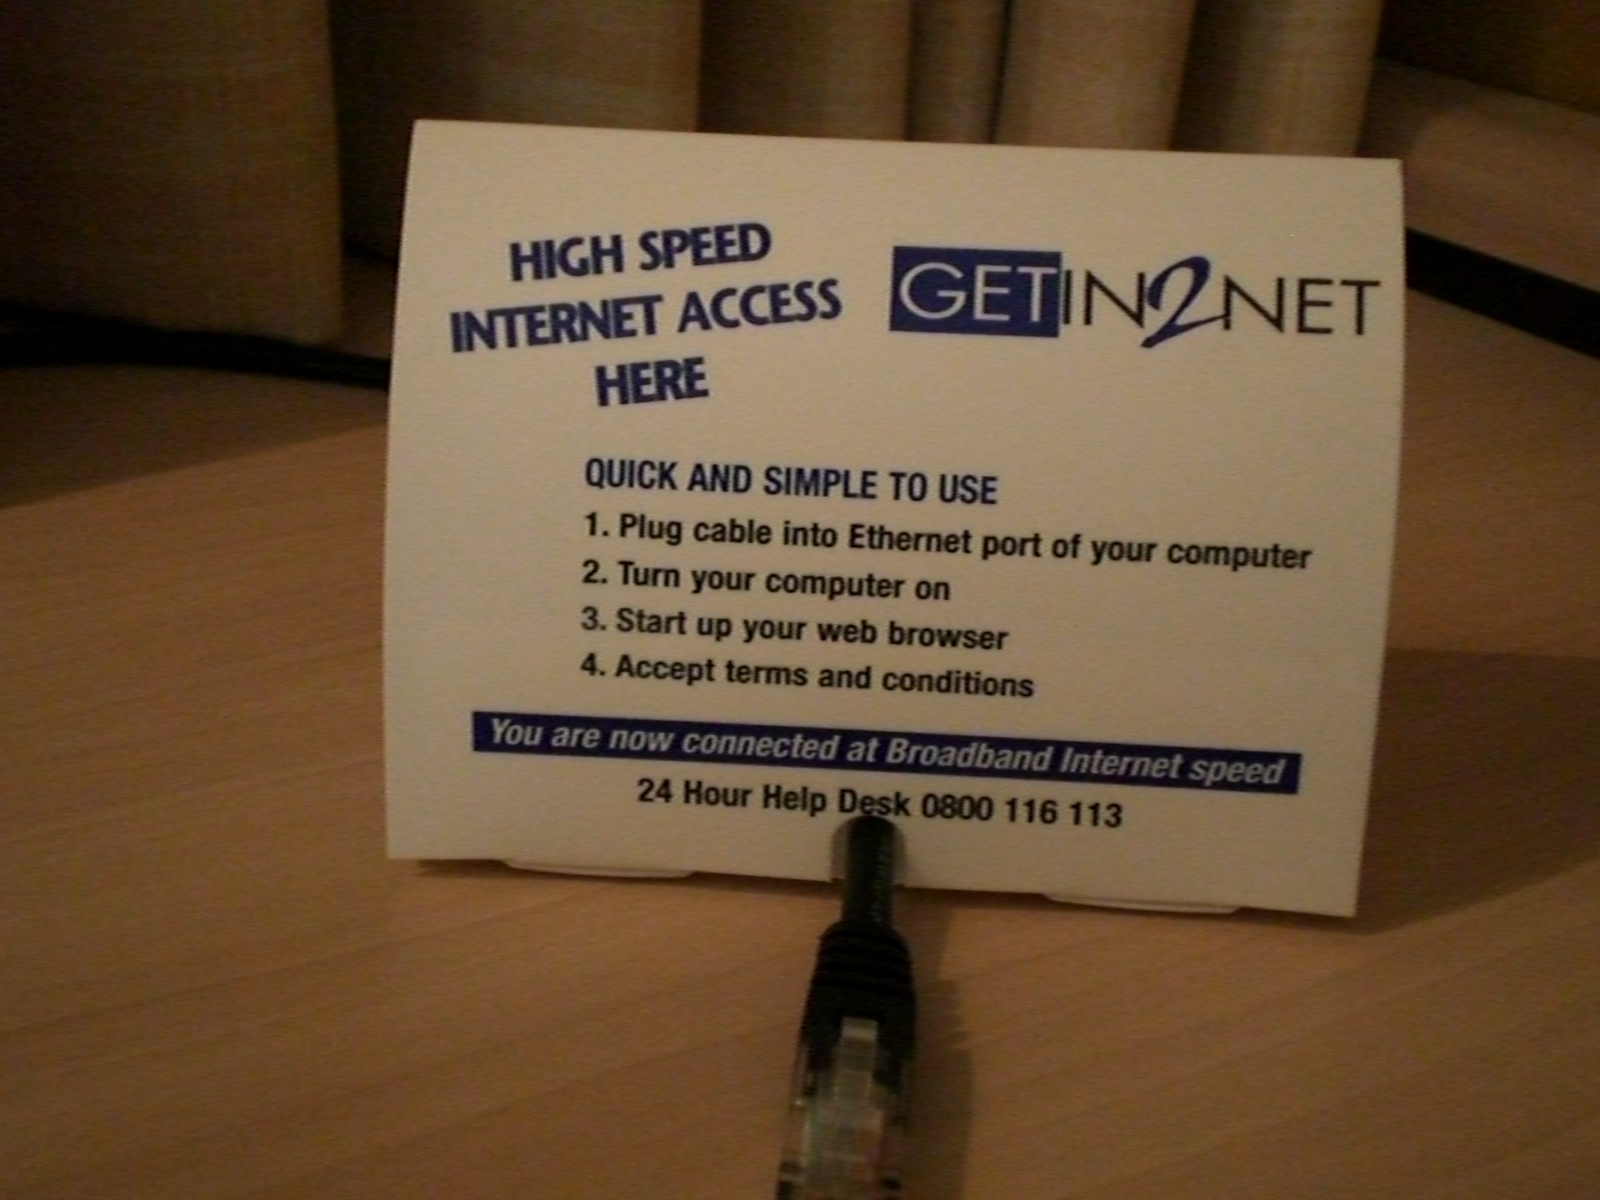 HIGH SPEED
INTERNET ACCESS
HERE
GETIN2NET
QUICK AND SIMPLE TO USE
1. Plug cable into Ethernet port of your computer
2. Turn your computer on
3. Start up your web browser
4. Accept terms and conditions
You are now connected at Broadband Internet speed
24 Hour Help Desk 0800 116 113